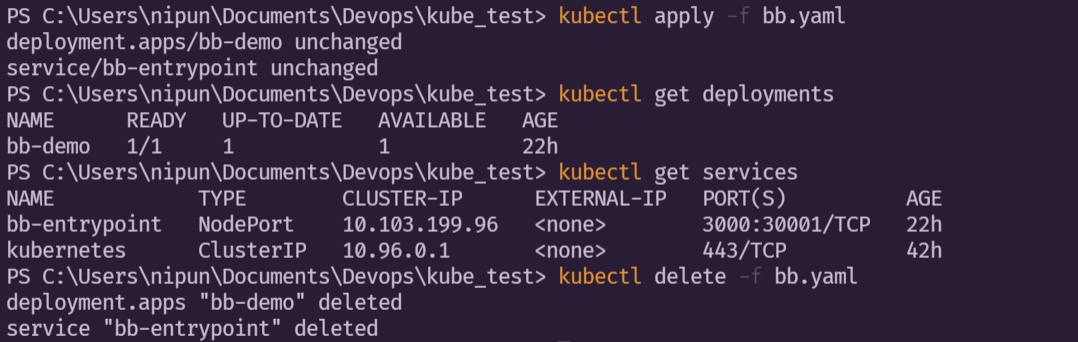 PS C:\Users\nipun\Documents\Devops\kube_test> kubectl apply -f bb.yaml
deployment.apps/bb-demo unchanged
service/bb-entrypoint unchanged
PS C:\Users\nipun\Documents\Devops\kube_test> kubectl get deployments
NAME      READY   UP-TO-DATE   AVAILABLE   AGE
bb-demo   1/1     1            1           22h
PS C:\Users\nipun\Documents\Devops\kube_test> kubectl get services
NAME            TYPE        CLUSTER-IP      EXTERNAL-IP   PORT(S)          AGE
bb-entrypoint   NodePort    10.103.199.96   <none>        3000:30001/TCP   22h
kubernetes      ClusterIP   10.96.0.1       <none>        443/TCP          42h
PS C:\Users\nipun\Documents\Devops\kube_test> kubectl delete -f bb.yaml
deployment.apps "bb-demo" deleted
service "bb-entrypoint" deleted